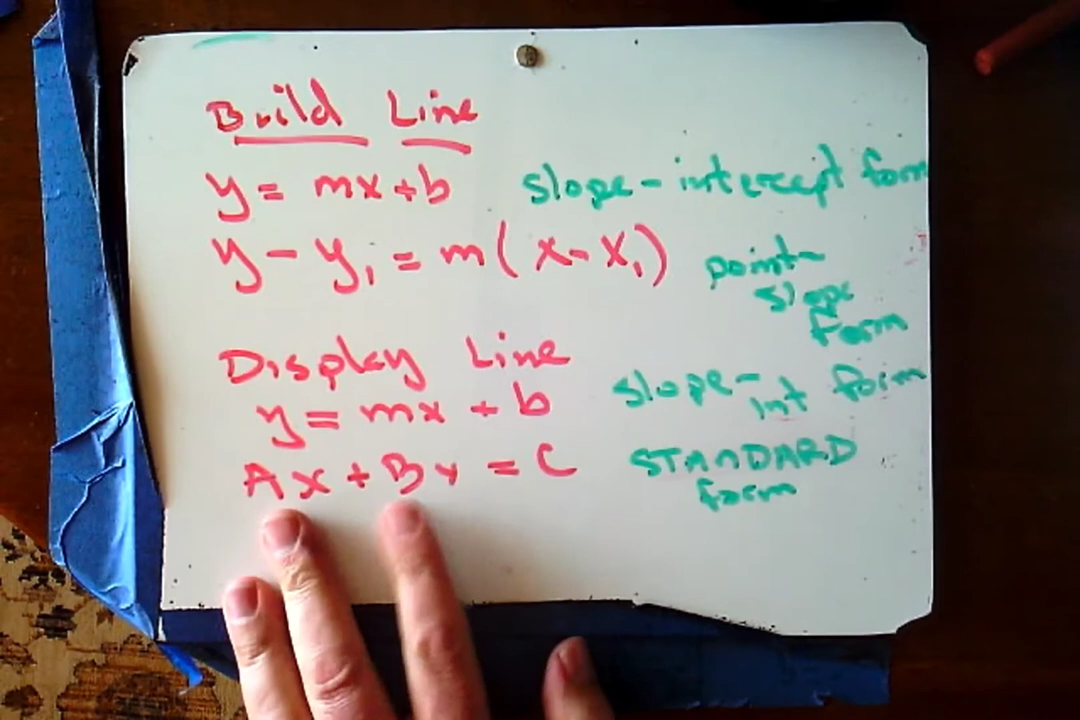 Build Line
y = mx+b slope-intercept form
y - y₁ = m(x-x₁) point-
slope
form
Display Line
y = mx + b slope-
int form
Ax + By = C STANDARD
form